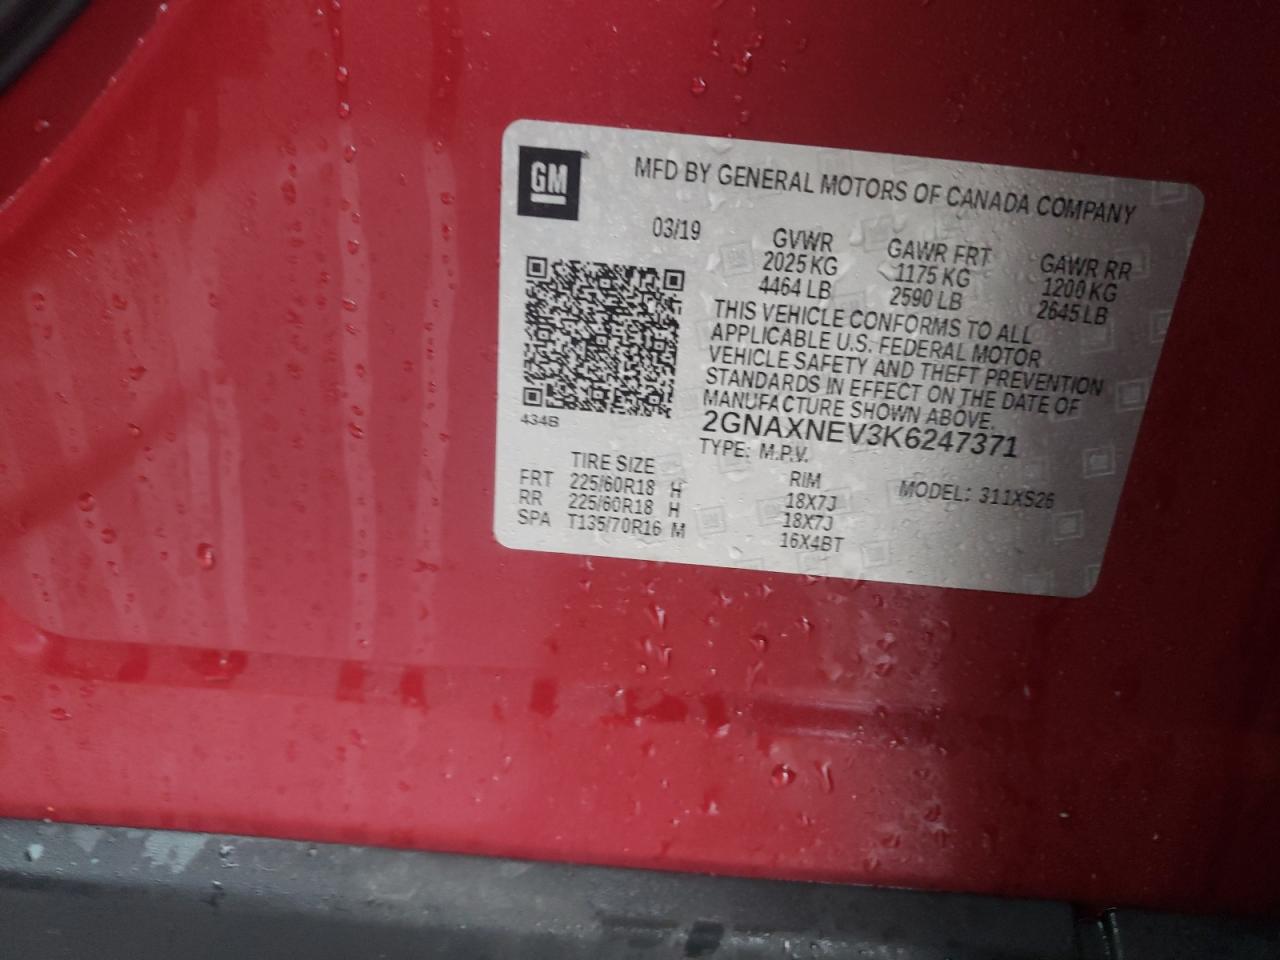 GM
MFD BY GENERAL MOTORS OF CANADA COMPANY
03/19 GVWR GAWR FRT GAWR RR
2025 KG 1175 KG 1200 KG
4464 LB 2590 LB 2645 LB
THIS VEHICLE CONFORMS TO ALL
APPLICABLE U.S. FEDERAL MOTOR
VEHICLE SAFETY AND THEFT PREVENTION
STANDARDS IN EFFECT ON THE DATE OF
MANUFACTURE SHOWN ABOVE.
434B
2GNAXNEV3K6247371
TYPE: M.P.V. MODEL: 311XS26
TIRE SIZE RIM
FRT 225/60R18 H 18X7J
RR 225/60R18 H 18X7J
SPA T135/70R16 M 16X4BT